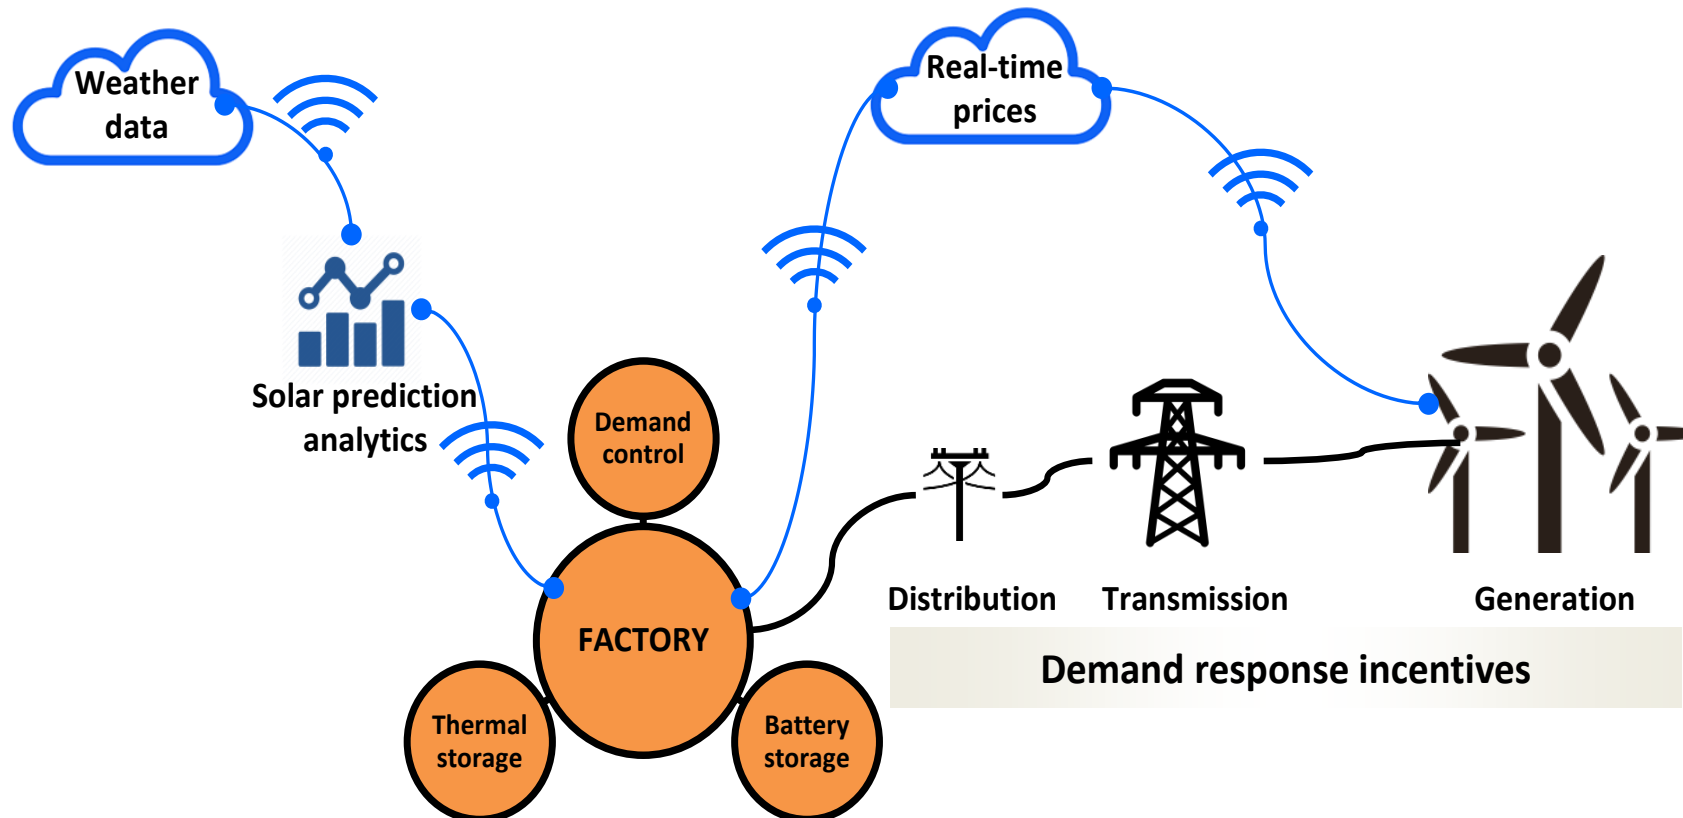 Weather
data
Real-time
prices
Solar prediction
analytics
Demand
control
FACTORY
Thermal
storage
Battery
storage
Distribution
Transmission
Generation
Demand response incentives